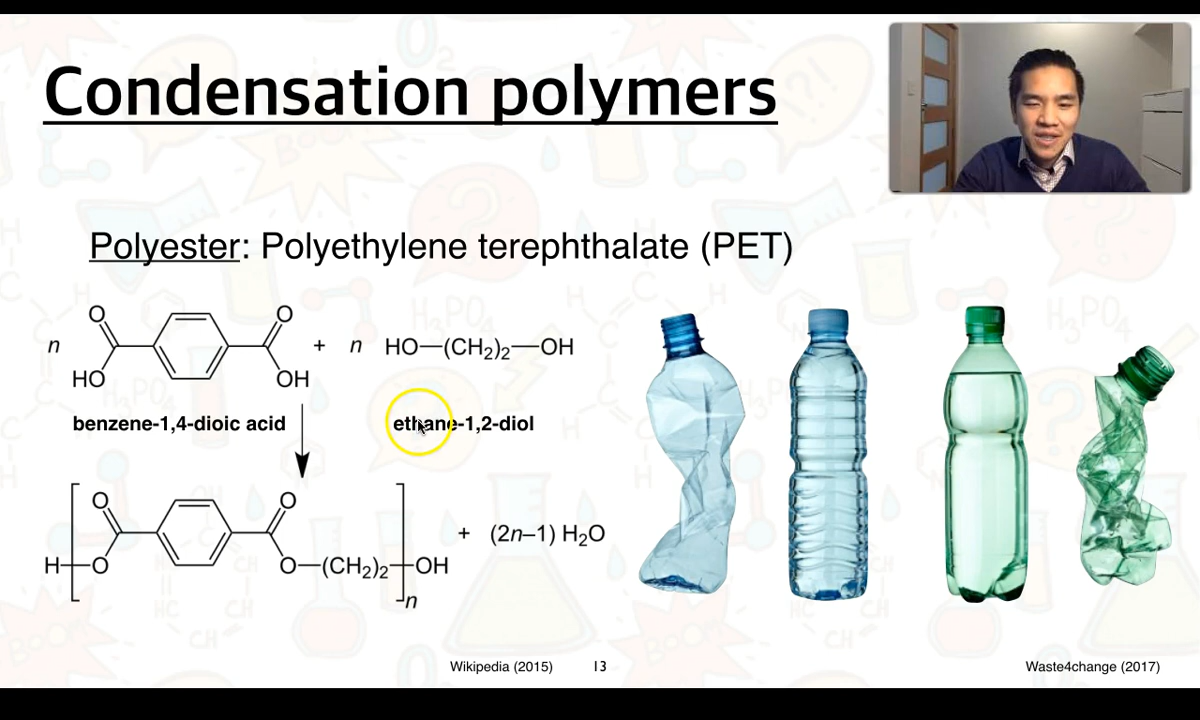 Condensation polymers
Polyester: Polyethylene terephthalate (PET)
O O
n + n HO—(CH₂)₂—OH
HO OH
benzene-1,4-dioic acid ethane-1,2-diol
O O
+ (2n–1) H₂O
H O O—(CH₂)₂ OH
n
Wikipedia (2015) 13 Waste4change (2017)